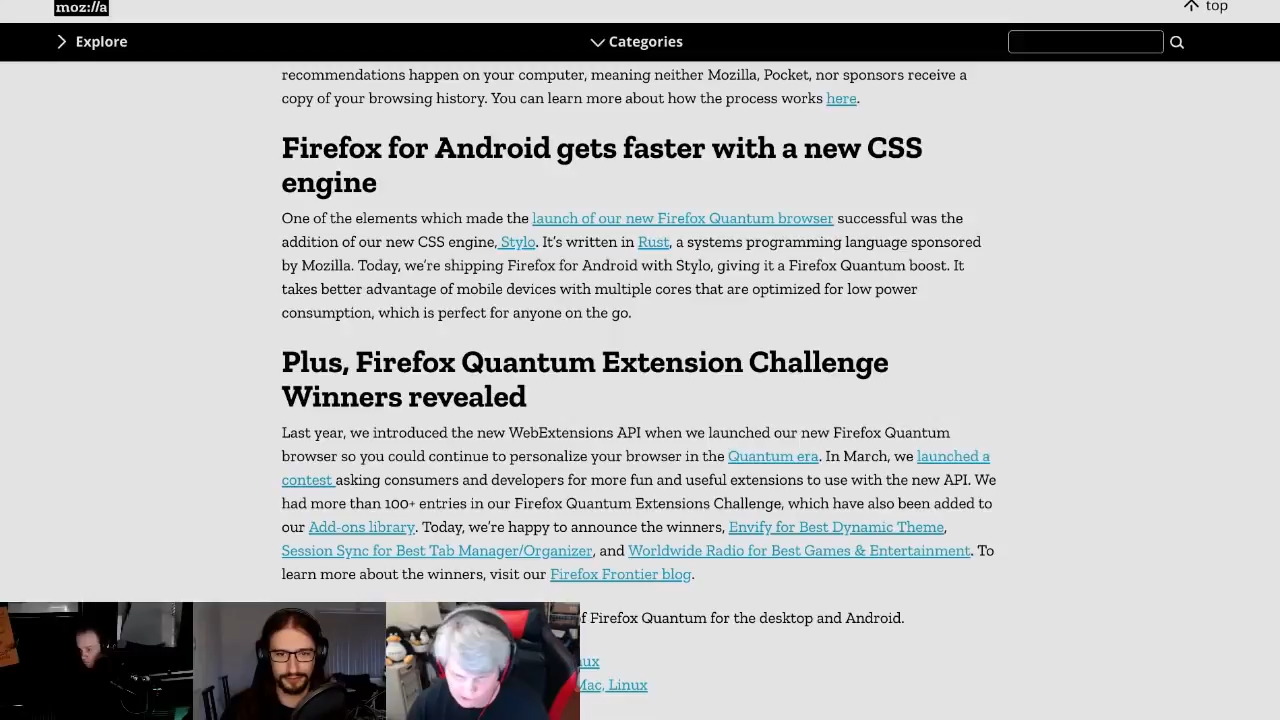 moz://a
top
Explore
Categories
recommendations happen on your computer, meaning neither Mozilla, Pocket, nor sponsors receive a
copy of your browsing history. You can learn more about how the process works here.
Firefox for Android gets faster with a new CSS
engine
One of the elements which made the launch of our new Firefox Quantum browser successful was the
addition of our new CSS engine, Stylo. It’s written in Rust, a systems programming language sponsored
by Mozilla. Today, we’re shipping Firefox for Android with Stylo, giving it a Firefox Quantum boost. It
takes better advantage of mobile devices with multiple cores that are optimized for low power
consumption, which is perfect for anyone on the go.
Plus, Firefox Quantum Extension Challenge
Winners revealed
Last year, we introduced the new WebExtensions API when we launched our new Firefox Quantum
browser so you could continue to personalize your browser in the Quantum era. In March, we launched a
contest asking consumers and developers for more fun and useful extensions to use with the new API. We
had more than 100+ entries in our Firefox Quantum Extensions Challenge, which have also been added to
our Add-ons library. Today, we’re happy to announce the winners, Envify for Best Dynamic Theme,
Session Sync for Best Tab Manager/Organizer, and Worldwide Radio for Best Games & Entertainment. To
learn more about the winners, visit our Firefox Frontier blog.
f Firefox Quantum for the desktop and Android.
nux
Mac, Linux